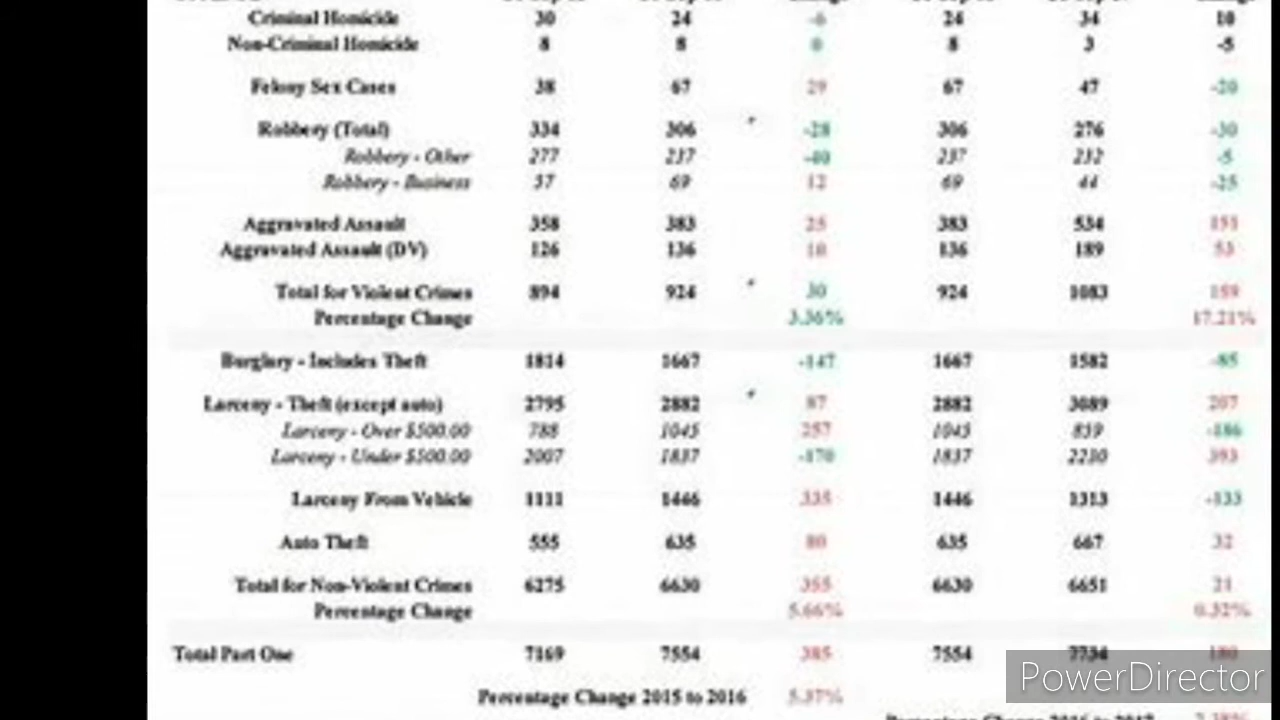 Criminal Homicide 30 24 -6 24 34 10
Non-Criminal Homicide 8 8 0 8 3 -5
Felony Sex Cases 38 67 29 67 47 -20
Robbery (Total) 334 306 -28 306 276 -30
Robbery - Other 277 237 -40 237 232 -5
Robbery - Business 57 69 12 69 44 -25
Aggravated Assault 358 383 25 383 534 151
Aggravated Assault (DV) 126 136 10 136 189 53
Total for Violent Crimes 894 924 30 924 1083 159
Percentage Change 3.36% 17.21%
Burglary - Includes Theft 1814 1667 -147 1667 1582 -85
Larceny - Theft (except auto) 2795 2882 87 2882 3089 207
Larceny - Over $500.00 788 1045 257 1045 859 -186
Larceny - Under $500.00 2007 1837 -170 1837 2230 393
Larceny From Vehicle 1111 1446 335 1446 1313 -133
Auto Theft 555 635 80 635 667 32
Total for Non-Violent Crimes 6275 6630 355 6630 6651 21
Percentage Change 5.66% 0.32%
Total Part One 7169 7554 385 7554 7734 180
PowerDirector
Percentage Change 2015 to 2016 5.37%